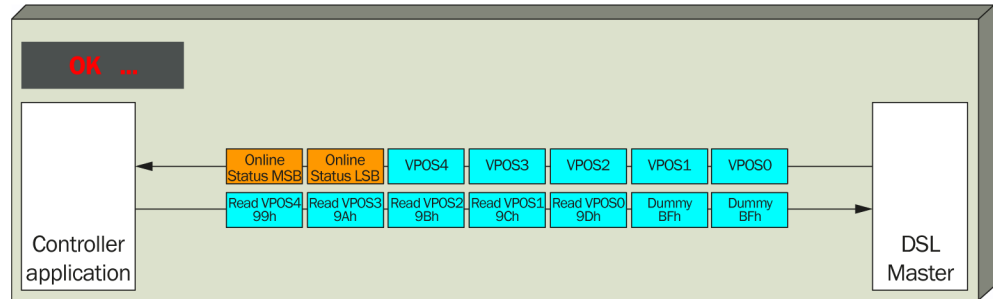 OK ...
Online
Status MSB
Online
Status LSB
VPOS4
VPOS3
VPOS2
VPOS1
VPOS0
Read VPOS4
99h
Read VPOS3
9Ah
Read VPOS2
9Bh
Read VPOS1
9Ch
Read VPOS0
9Dh
Dummy
BFh
Dummy
BFh
Controller
application
DSL
Master